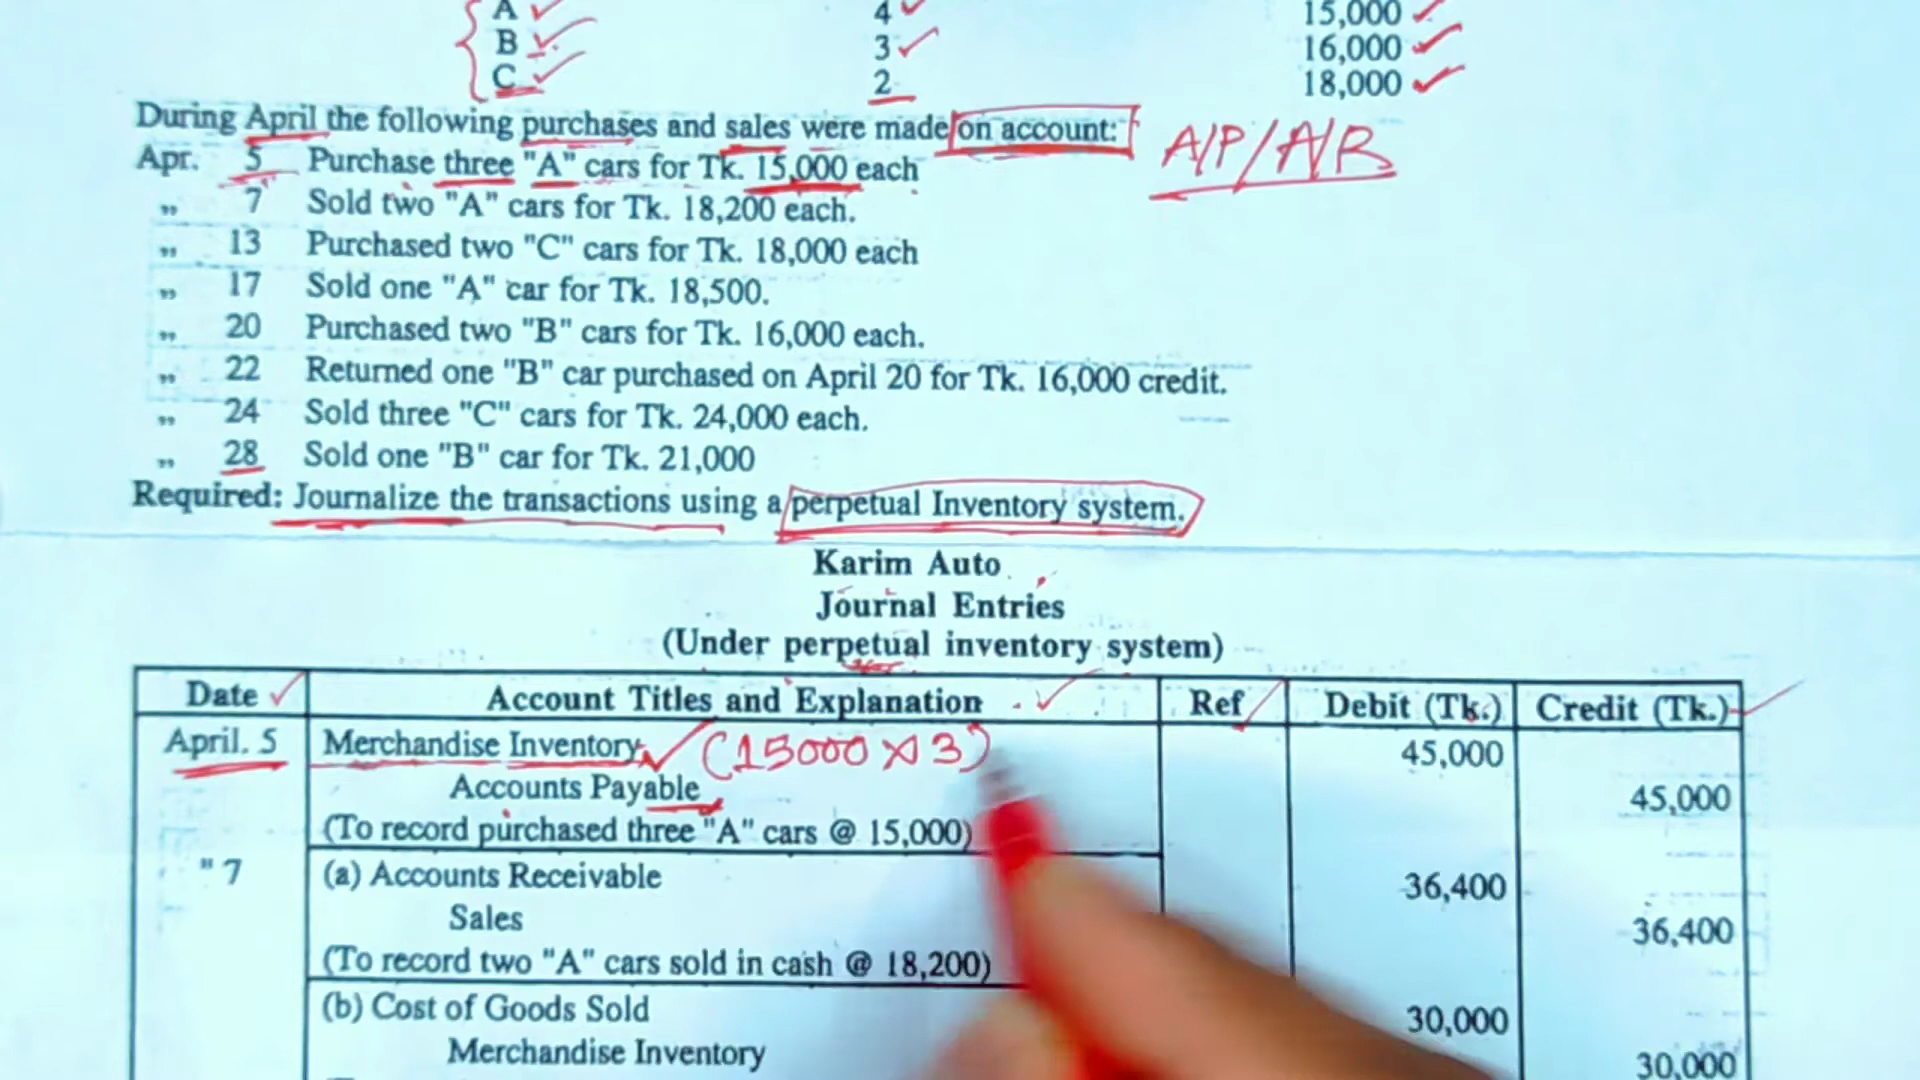 A 4 15,000
B 3 16,000
C 2 18,000
During April the following purchases and sales were made on account: A/P/A/R
Apr. 5 Purchase three "A" cars for Tk. 15,000 each
" 7 Sold two "A" cars for Tk. 18,200 each.
" 13 Purchased two "C" cars for Tk. 18,000 each
" 17 Sold one "A" car for Tk. 18,500.
" 20 Purchased two "B" cars for Tk. 16,000 each.
" 22 Returned one "B" car purchased on April 20 for Tk. 16,000 credit.
" 24 Sold three "C" cars for Tk. 24,000 each.
" 28 Sold one "B" car for Tk. 21,000
Required: Journalize the transactions using a perpetual Inventory system.
Karim Auto
Journal Entries
(Under perpetual inventory system)
Date Account Titles and Explanation Ref Debit (Tk.) Credit (Tk.)
April. 5 Merchandise Inventory (15000 × 3) 45,000
Accounts Payable 45,000
(To record purchased three "A" cars @ 15,000)
" 7 (a) Accounts Receivable 36,400
Sales 36,400
(To record two "A" cars sold in cash @ 18,200)
(b) Cost of Goods Sold 30,000
Merchandise Inventory 30,000